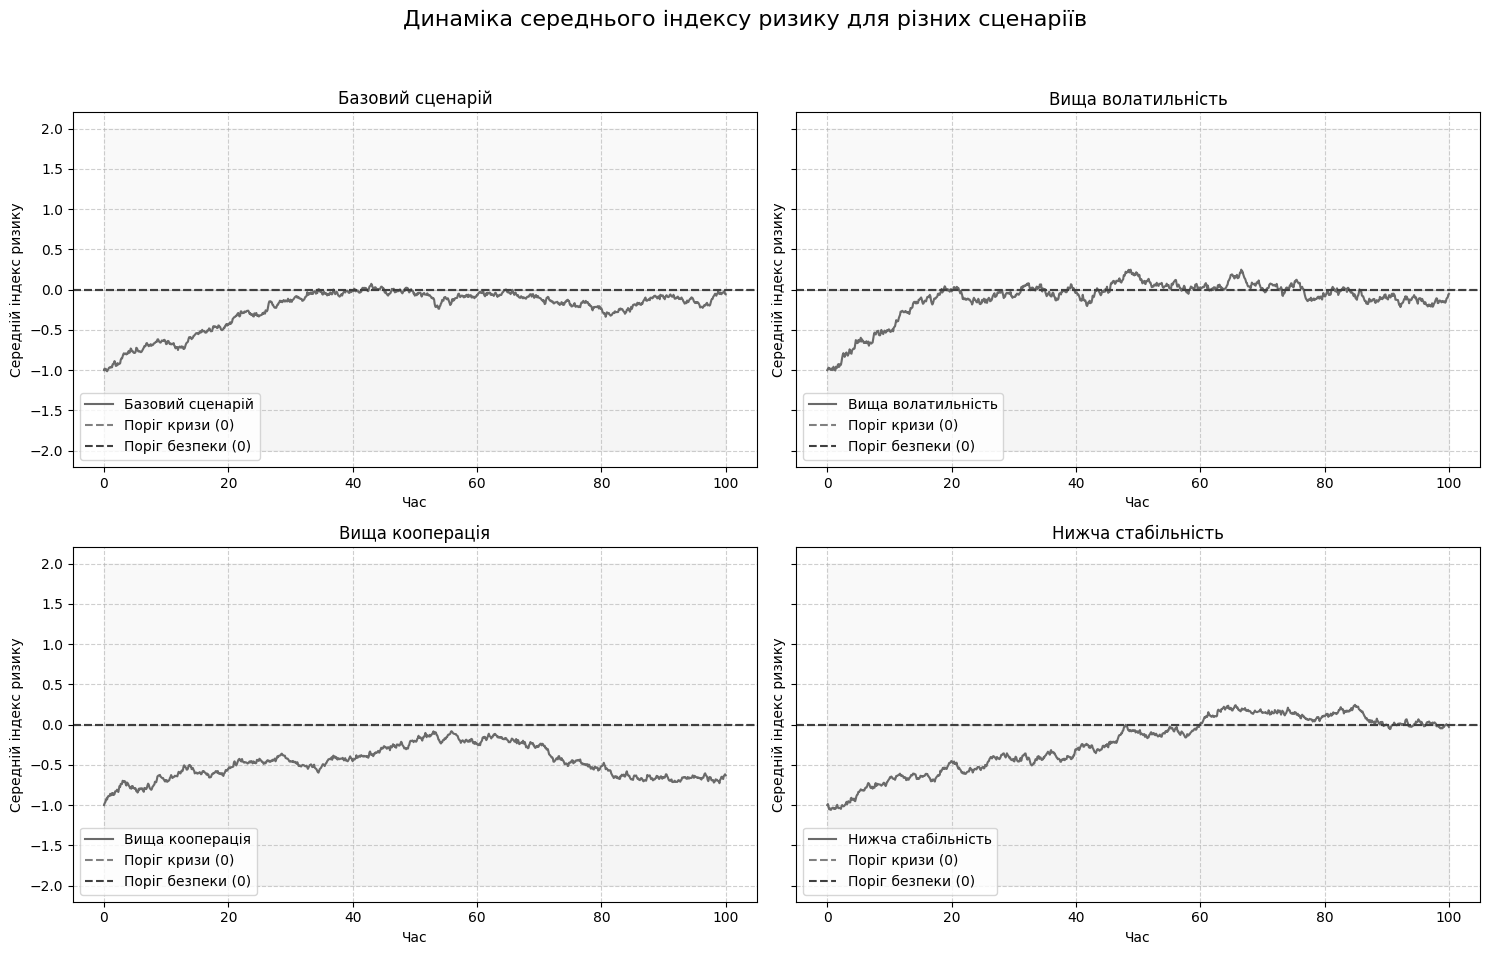 Динаміка середнього індексу ризику для різних сценаріїв
Базовий сценарій
Середній індекс ризику
2.0
1.5
1.0
0.5
0.0
−0.5
−1.0
−1.5
−2.0
Базовий сценарій
Поріг кризи (0)
Поріг безпеки (0)
0 20 40 60 80 100
Час
Вища волатильність
Середній індекс ризику
Вища волатильність
Поріг кризи (0)
Поріг безпеки (0)
0 20 40 60 80 100
Час
Вища кооперація
Середній індекс ризику
2.0
1.5
1.0
0.5
0.0
−0.5
−1.0
−1.5
−2.0
Вища кооперація
Поріг кризи (0)
Поріг безпеки (0)
0 20 40 60 80 100
Час
Нижча стабільність
Середній індекс ризику
Нижча стабільність
Поріг кризи (0)
Поріг безпеки (0)
0 20 40 60 80 100
Час